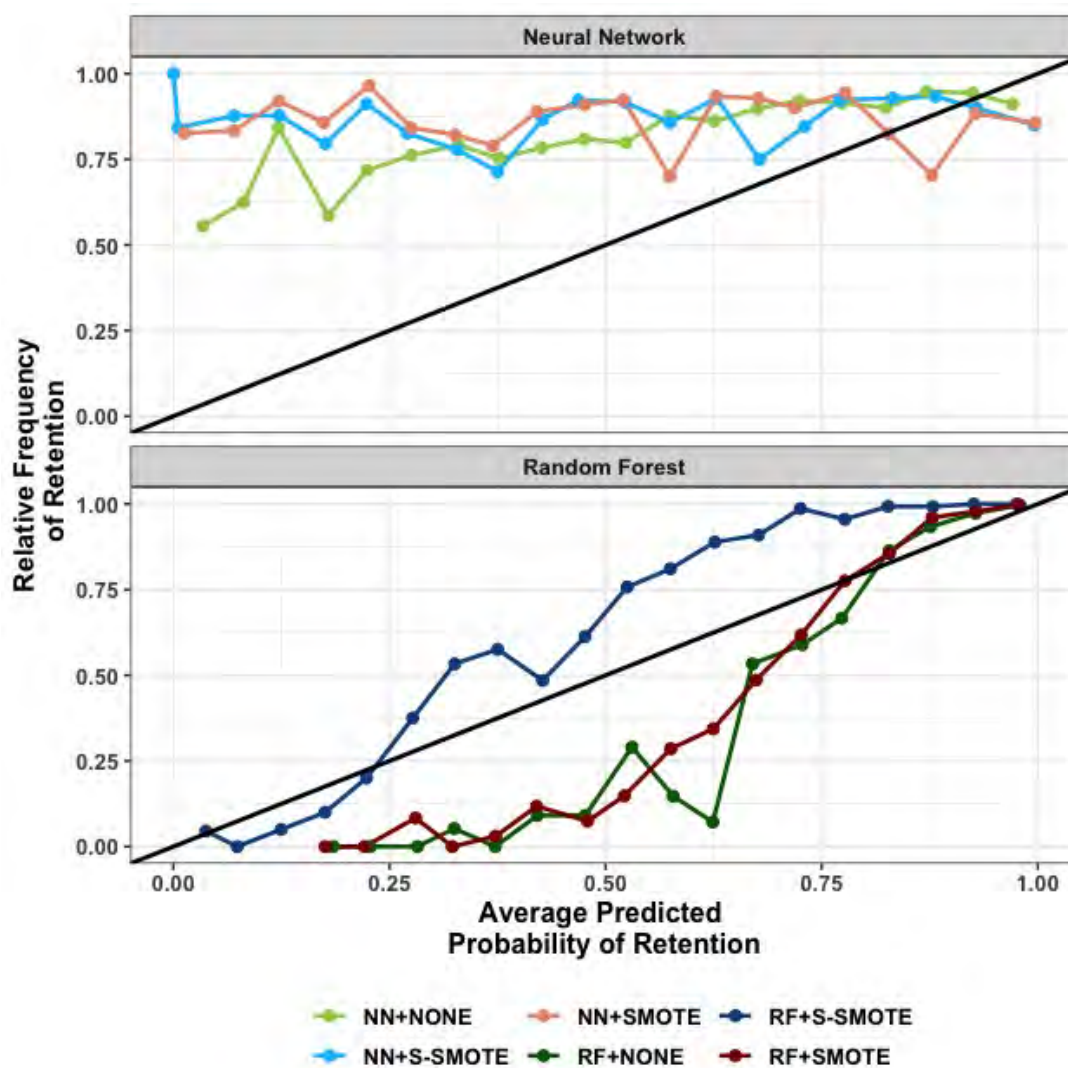 Neural Network
1.00
0.75
0.50
0.25
0.00
Relative Frequency
of Retention
Random Forest
1.00
0.75
0.50
0.25
0.00
0.00 0.25 0.50 0.75 1.00
Average Predicted
Probability of Retention
NN+NONE NN+SMOTE RF+S-SMOTE
NN+S-SMOTE RF+NONE RF+SMOTE